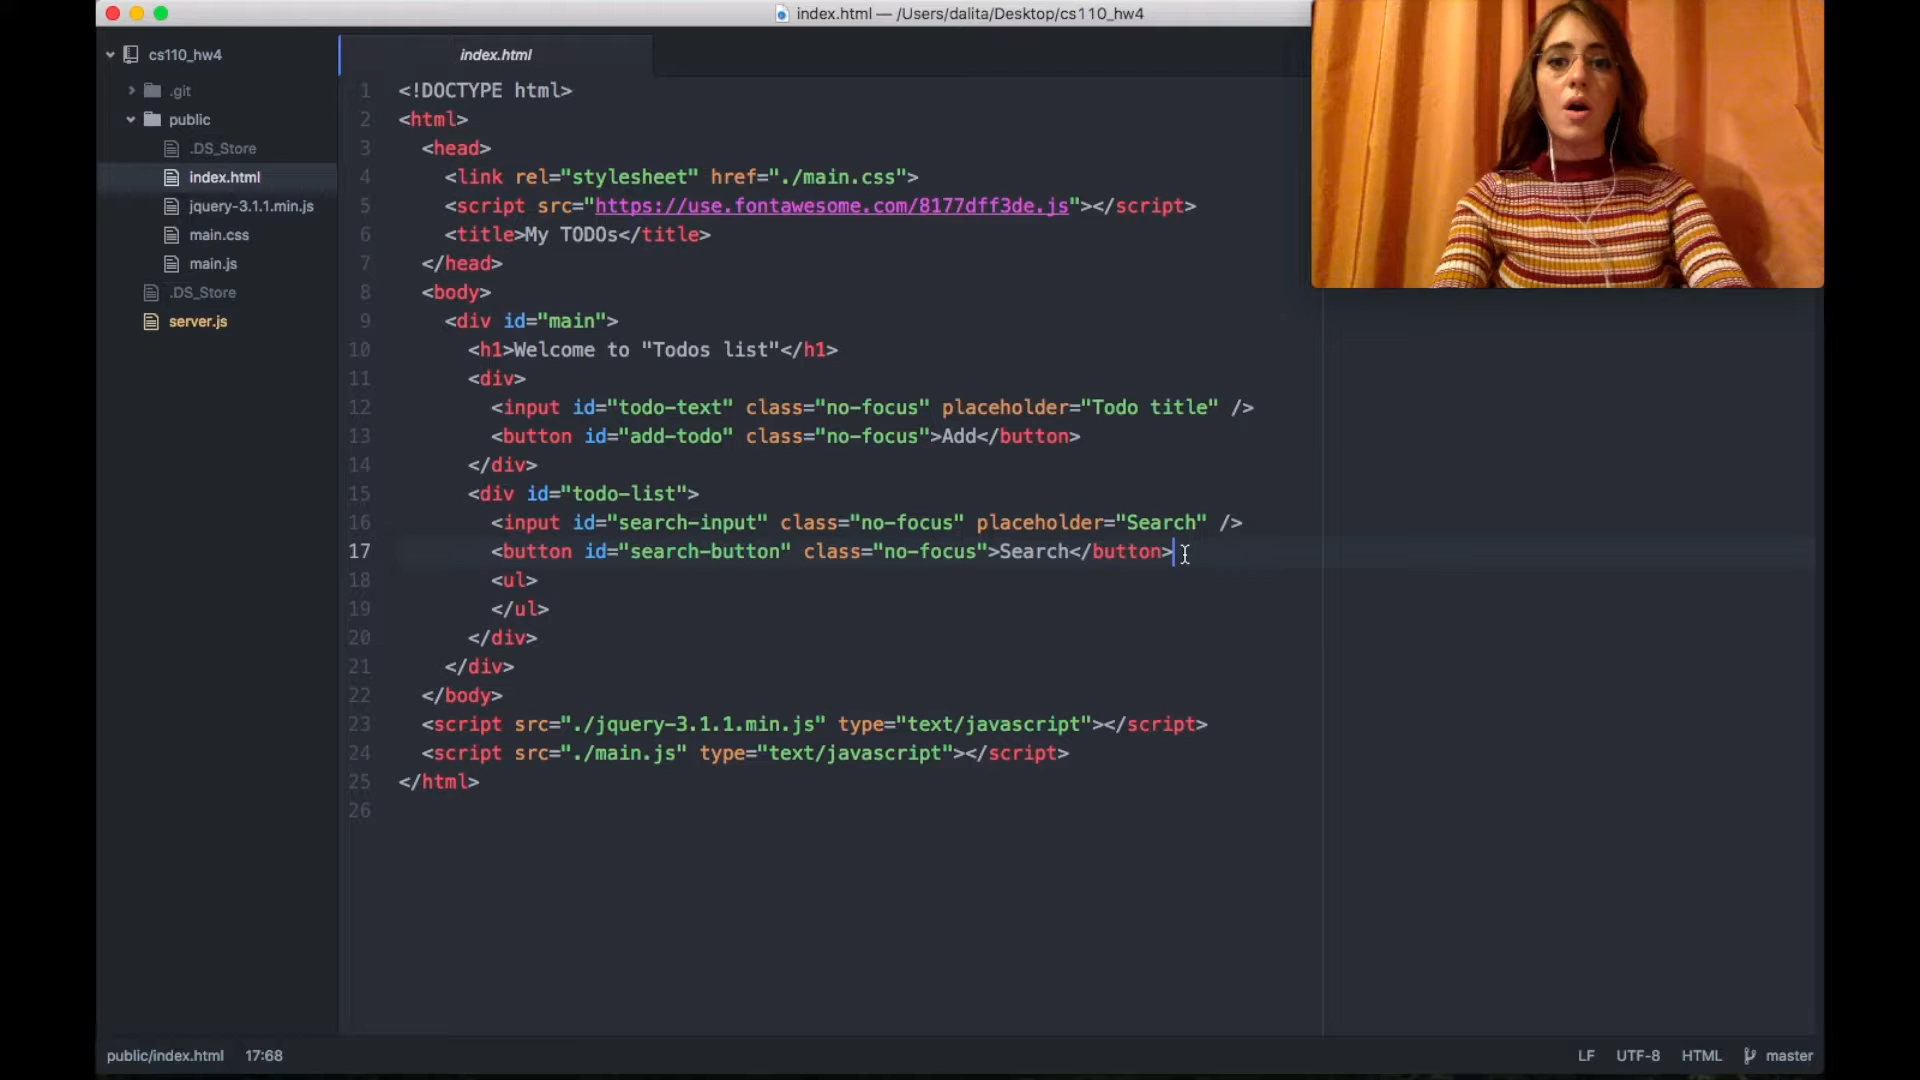 index.html — /Users/dalita/Desktop/cs110_hw4
cs110_hw4
.git
public
.DS_Store
index.html
jquery-3.1.1.min.js
main.css
main.js
.DS_Store
server.js
index.html
1 <!DOCTYPE html>
2 <html>
3 <head>
4 <link rel="stylesheet" href="./main.css">
5 <script src="https://use.fontawesome.com/8177dff3de.js"></script>
6 <title>My TODOs</title>
7 </head>
8 <body>
9 <div id="main">
10 <h1>Welcome to "Todos list"</h1>
11 <div>
12 <input id="todo-text" class="no-focus" placeholder="Todo title" />
13 <button id="add-todo" class="no-focus">Add</button>
14 </div>
15 <div id="todo-list">
16 <input id="search-input" class="no-focus" placeholder="Search" />
17 <button id="search-button" class="no-focus">Search</button>
18 <ul>
19 </ul>
20 </div>
21 </div>
22 </body>
23 <script src="./jquery-3.1.1.min.js" type="text/javascript"></script>
24 <script src="./main.js" type="text/javascript"></script>
25 </html>
26
public/index.html 17:68
LF UTF-8 HTML master